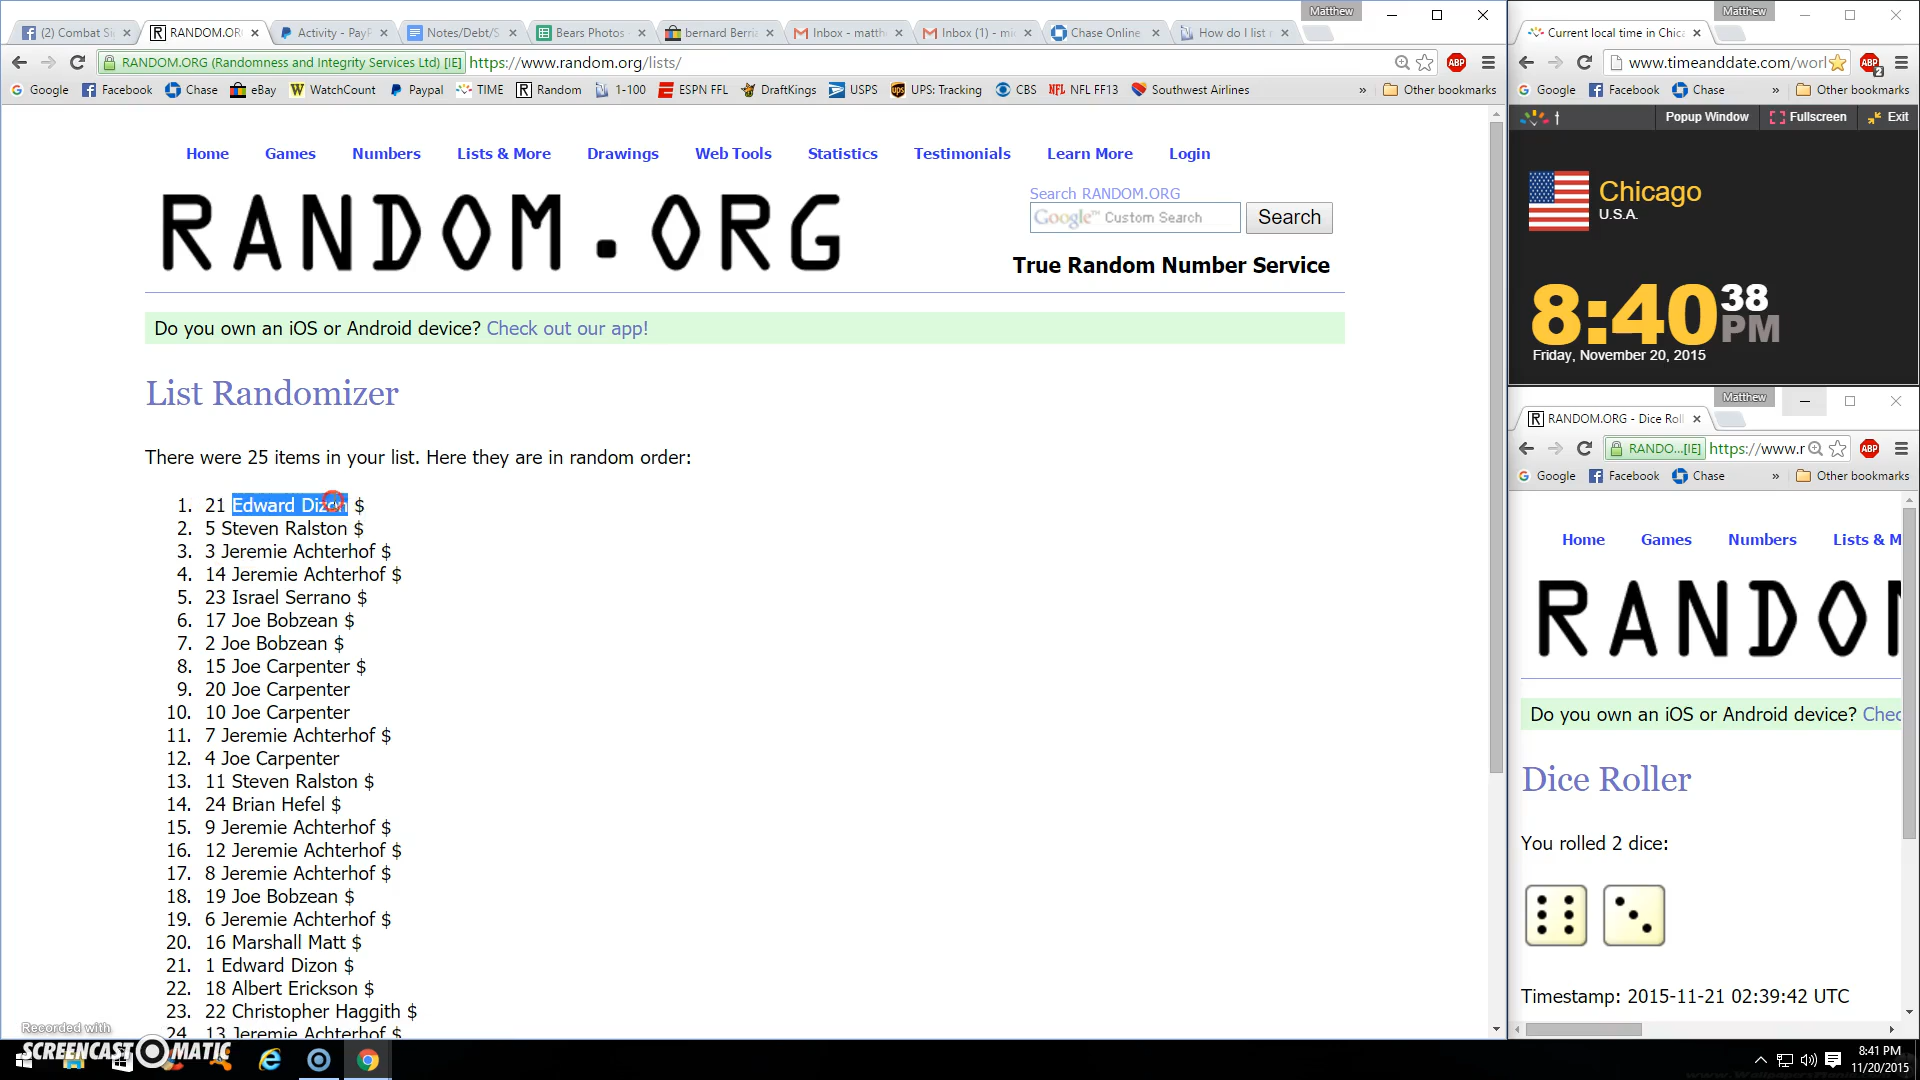 Matthew
(2) Combat Si
RANDOM.OR
Activity - PayP
Notes/Debt/S
Bears Photos
bernard Berri
Inbox - matth
Inbox (1) - mi
Chase Online
How do I list r
RANDOM.ORG (Randomness and Integrity Services Ltd) [IE]
https://www.random.org/lists/
ABP
Google
Facebook
Chase
eBay
WatchCount
Paypal
TIME
Random
1-100
ESPN FFL
DraftKings
USPS
UPS: Tracking
CBS
NFL FF13
Southwest Airlines
»
Other bookmarks
Home
Games
Numbers
Lists & More
Drawings
Web Tools
Statistics
Testimonials
Learn More
Login
RANDOM.ORG
Search RANDOM.ORG
Google™ Custom Search
Search
True Random Number Service
Do you own an iOS or Android device? Check out our app!
List Randomizer
There were 25 items in your list. Here they are in random order:
1. 21 Edward Dizon $
2. 5 Steven Ralston $
3. 3 Jeremie Achterhof $
4. 14 Jeremie Achterhof $
5. 23 Israel Serrano $
6. 17 Joe Bobzean $
7. 2 Joe Bobzean $
8. 15 Joe Carpenter $
9. 20 Joe Carpenter
10. 10 Joe Carpenter
11. 7 Jeremie Achterhof $
12. 4 Joe Carpenter
13. 11 Steven Ralston $
14. 24 Brian Hefel $
15. 9 Jeremie Achterhof $
16. 12 Jeremie Achterhof $
17. 8 Jeremie Achterhof $
18. 19 Joe Bobzean $
19. 6 Jeremie Achterhof $
20. 16 Marshall Matt $
21. 1 Edward Dizon $
22. 18 Albert Erickson $
23. 22 Christopher Haggith $
24. 13 Jeremie Achterhof $
Matthew
Current local time in Chica
www.timeanddate.com/worl
ABP
2
Google
Facebook
Chase
»
Other bookmarks
t
Popup Window
Fullscreen
Exit
Chicago
U.S.A.
8:40 38 PM
Friday, November 20, 2015
Matthew
RANDOM.ORG - Dice Roll
RANDO...[IE]
https://www.r
ABP
Google
Facebook
Chase
»
Other bookmarks
Home
Games
Numbers
Lists & M
RANDO
Do you own an iOS or Android device? Chec
Dice Roller
You rolled 2 dice:
Timestamp: 2015-11-21 02:39:42 UTC
Recorded with
SCREENCAST-O-MATIC
8:41 PM
11/20/2015